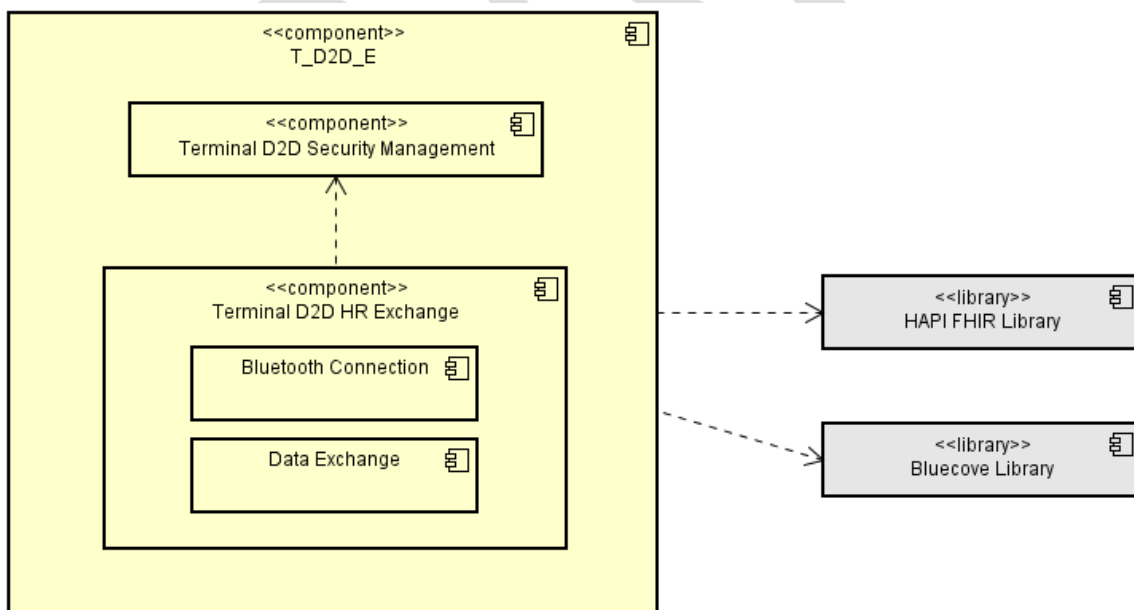 <<component>>
T_D2D_E
<<component>>
Terminal D2D Security Management
<<component>>
Terminal D2D HR Exchange
Bluetooth Connection
Data Exchange
<<library>>
HAPI FHIR Library
<<library>>
Bluecove Library